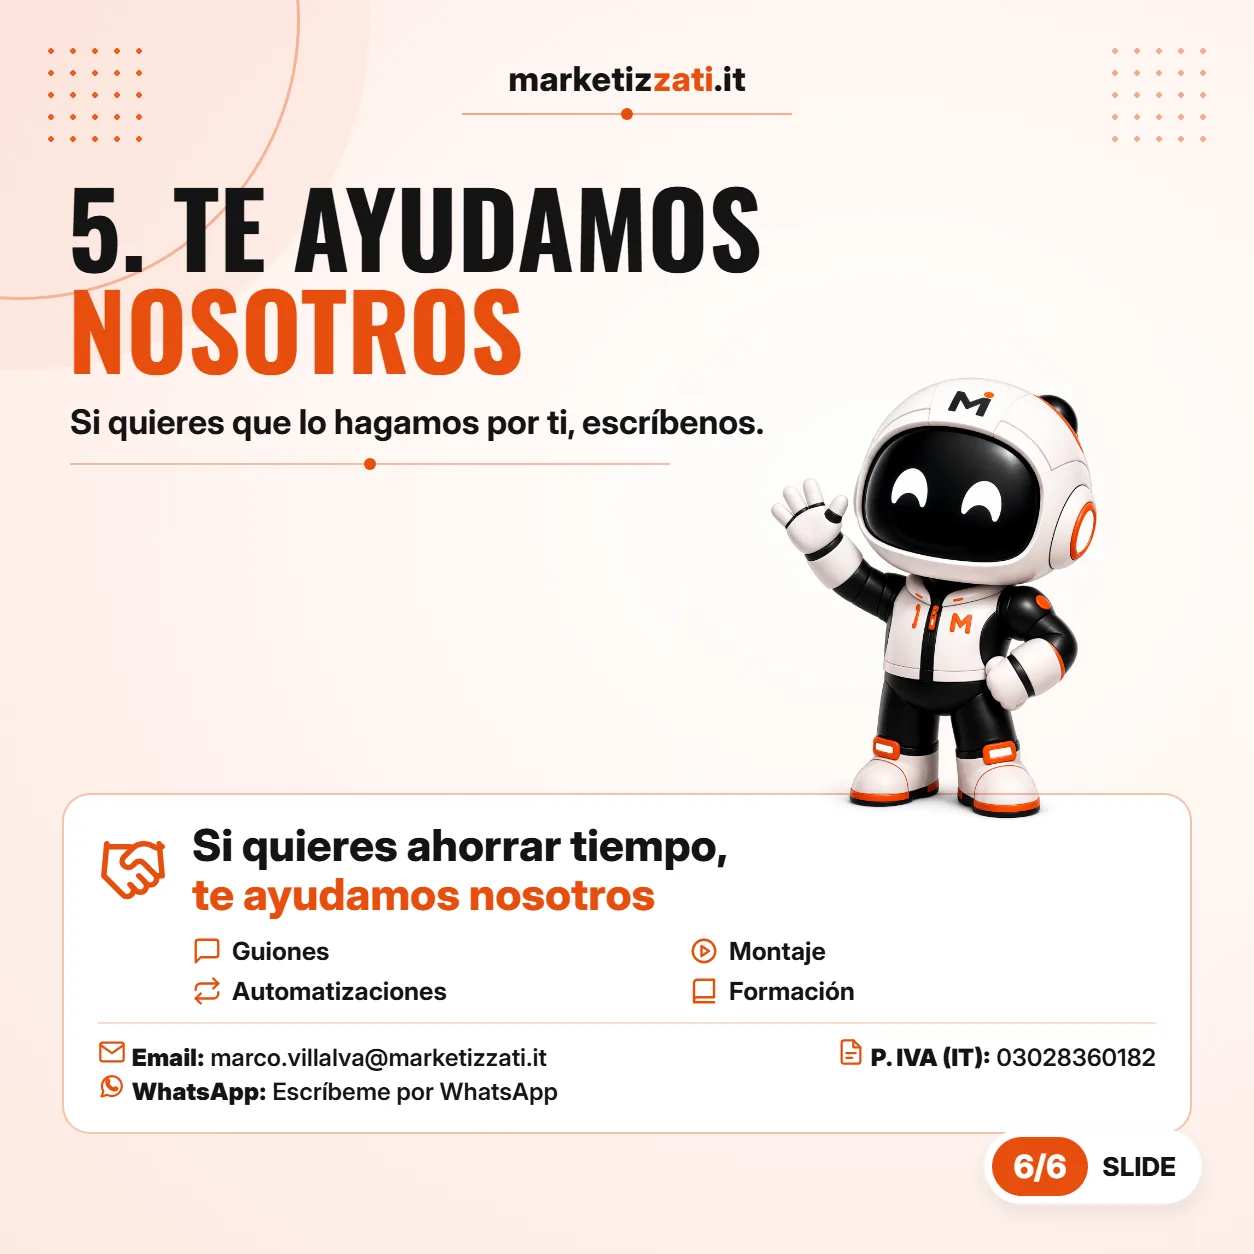 marketizzati.it
5. TE AYUDAMOS
NOSOTROS
Si quieres que lo hagamos por ti, escríbenos.
M
M
Si quieres ahorrar tiempo,
te ayudamos nosotros
Guiones
Montaje
Automatizaciones
Formación
Email: marco.villalva@marketizzati.it
P. IVA (IT): 03028360182
WhatsApp: Escríbeme por WhatsApp
6/6 SLIDE